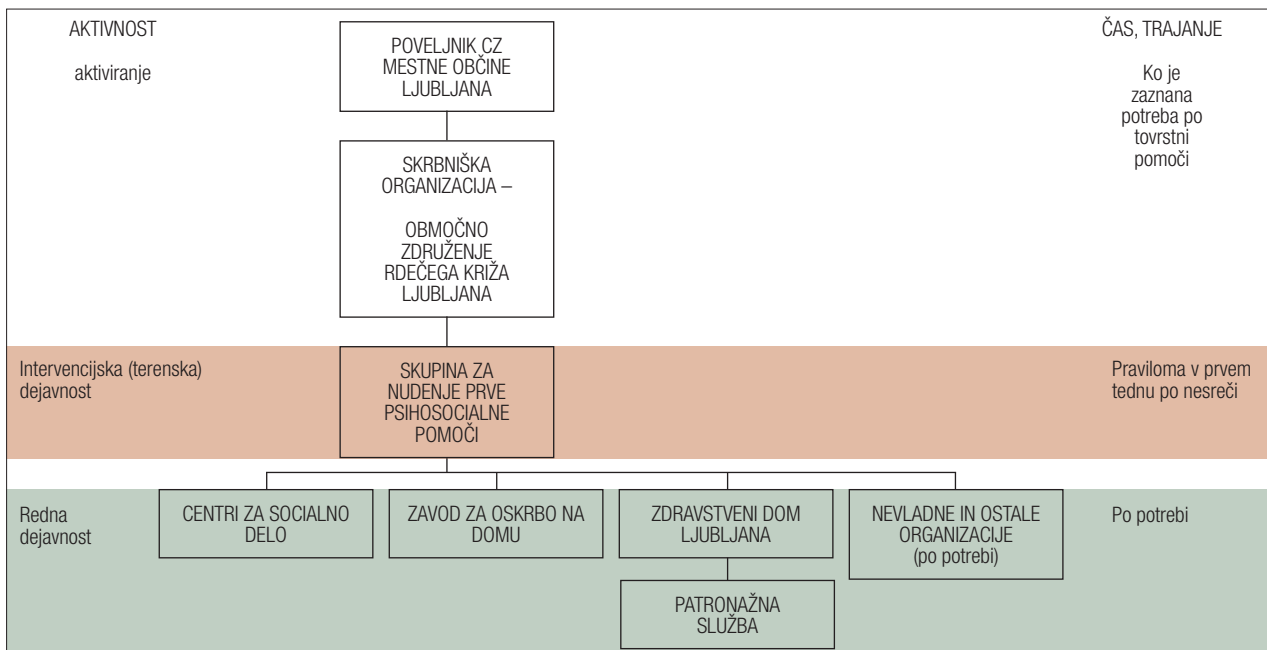 AKTIVNOST
aktiviranje
POVELJNIK CZ
MESTNE OBČINE
LJUBLJANA
ČAS, TRAJANJE
Ko je
zaznana
potreba po
tovrstni
pomoči
SKRBNIŠKA
ORGANIZACIJA –
OBMOČNO
ZDRUŽENJE
RDEČEGA KRIŽA
LJUBLJANA
Intervencijska (terenska)
dejavnost
SKUPINA ZA
NUDENJE PRVE
PSIHOSOCIALNE
POMOČI
Praviloma v prvem
tednu po nesreči
Redna
dejavnost
CENTRI ZA SOCIALNO
DELO
ZAVOD ZA OSKRBO NA
DOMU
ZDRAVSTVENI DOM
LJUBLJANA
NEVLADNE IN OSTALE
ORGANIZACIJE
(po potrebi)
Po potrebi
PATRONAŽNA
SLUŽBA